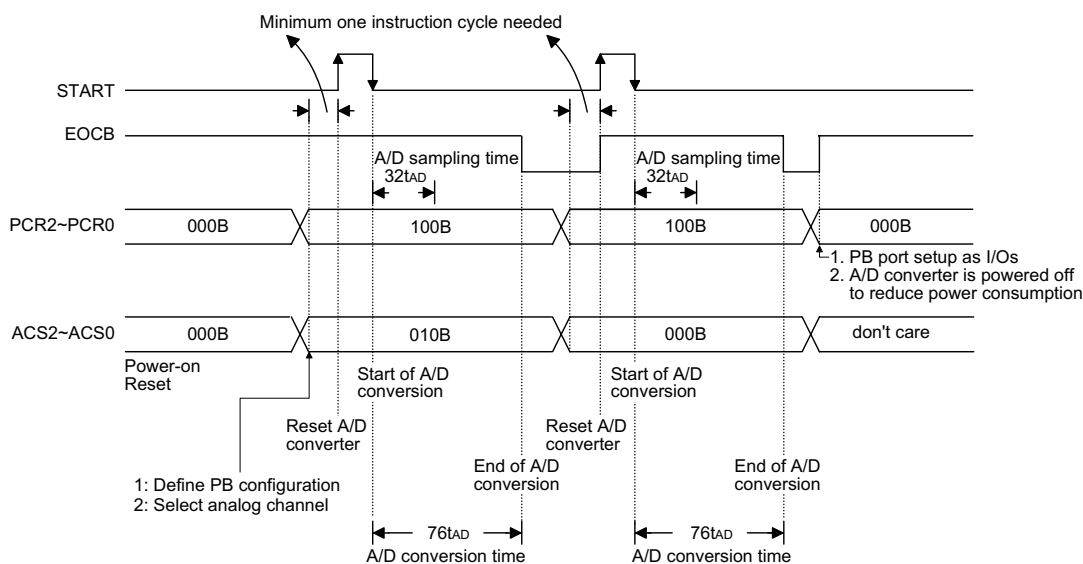 Minimum one instruction cycle needed
START
EOCB
A/D sampling time
32tAD
A/D sampling time
32tAD
PCR2~PCR0
000B
100B
100B
000B
1. PB port setup as I/Os
2. A/D converter is powered off
to reduce power consumption
ACS2~ACS0
000B
010B
000B
don't care
Power-on
Reset
Start of A/D
conversion
Start of A/D
conversion
Reset A/D
converter
Reset A/D
converter
End of A/D
conversion
End of A/D
conversion
1: Define PB configuration
2: Select analog channel
76tAD
A/D conversion time
76tAD
A/D conversion time